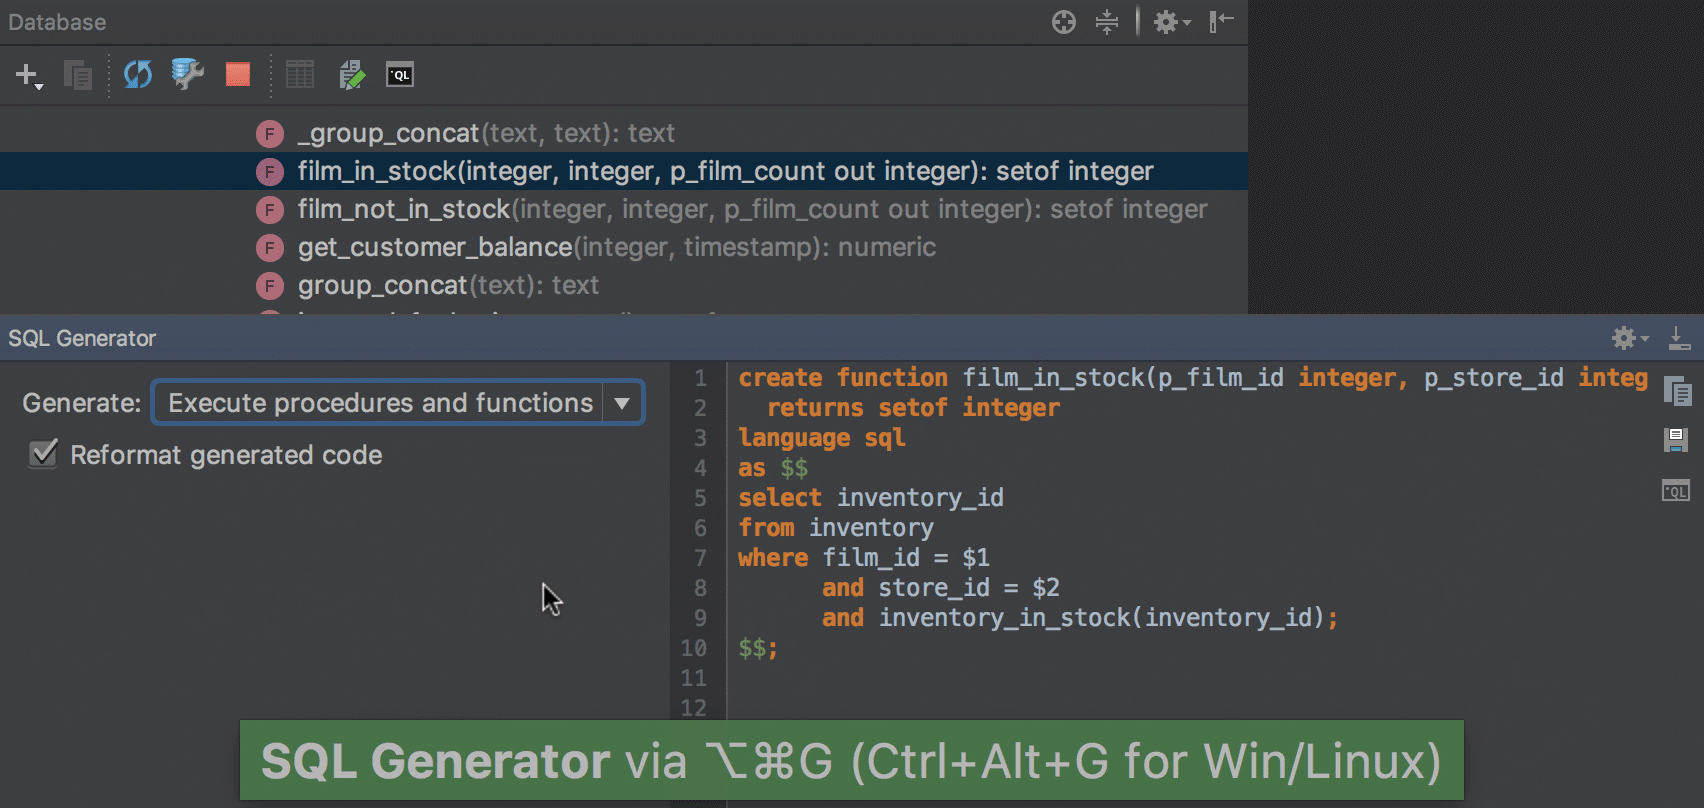 Database
QL
F _group_concat(text, text): text
F film_in_stock(integer, integer, p_film_count out integer): setof integer
F film_not_in_stock(integer, integer, p_film_count out integer): setof integer
F get_customer_balance(integer, timestamp): numeric
F group_concat(text): text
SQL Generator
Generate: Execute procedures and functions
Reformat generated code
1 create function film_in_stock(p_film_id integer, p_store_id integ
2 returns setof integer
3 language sql
4 as $$
5 select inventory_id
6 from inventory
7 where film_id = $1
8 and store_id = $2
9 and inventory_in_stock(inventory_id);
10 $$;
11
12
QL
SQL Generator via ⌥⌘G (Ctrl+Alt+G for Win/Linux)